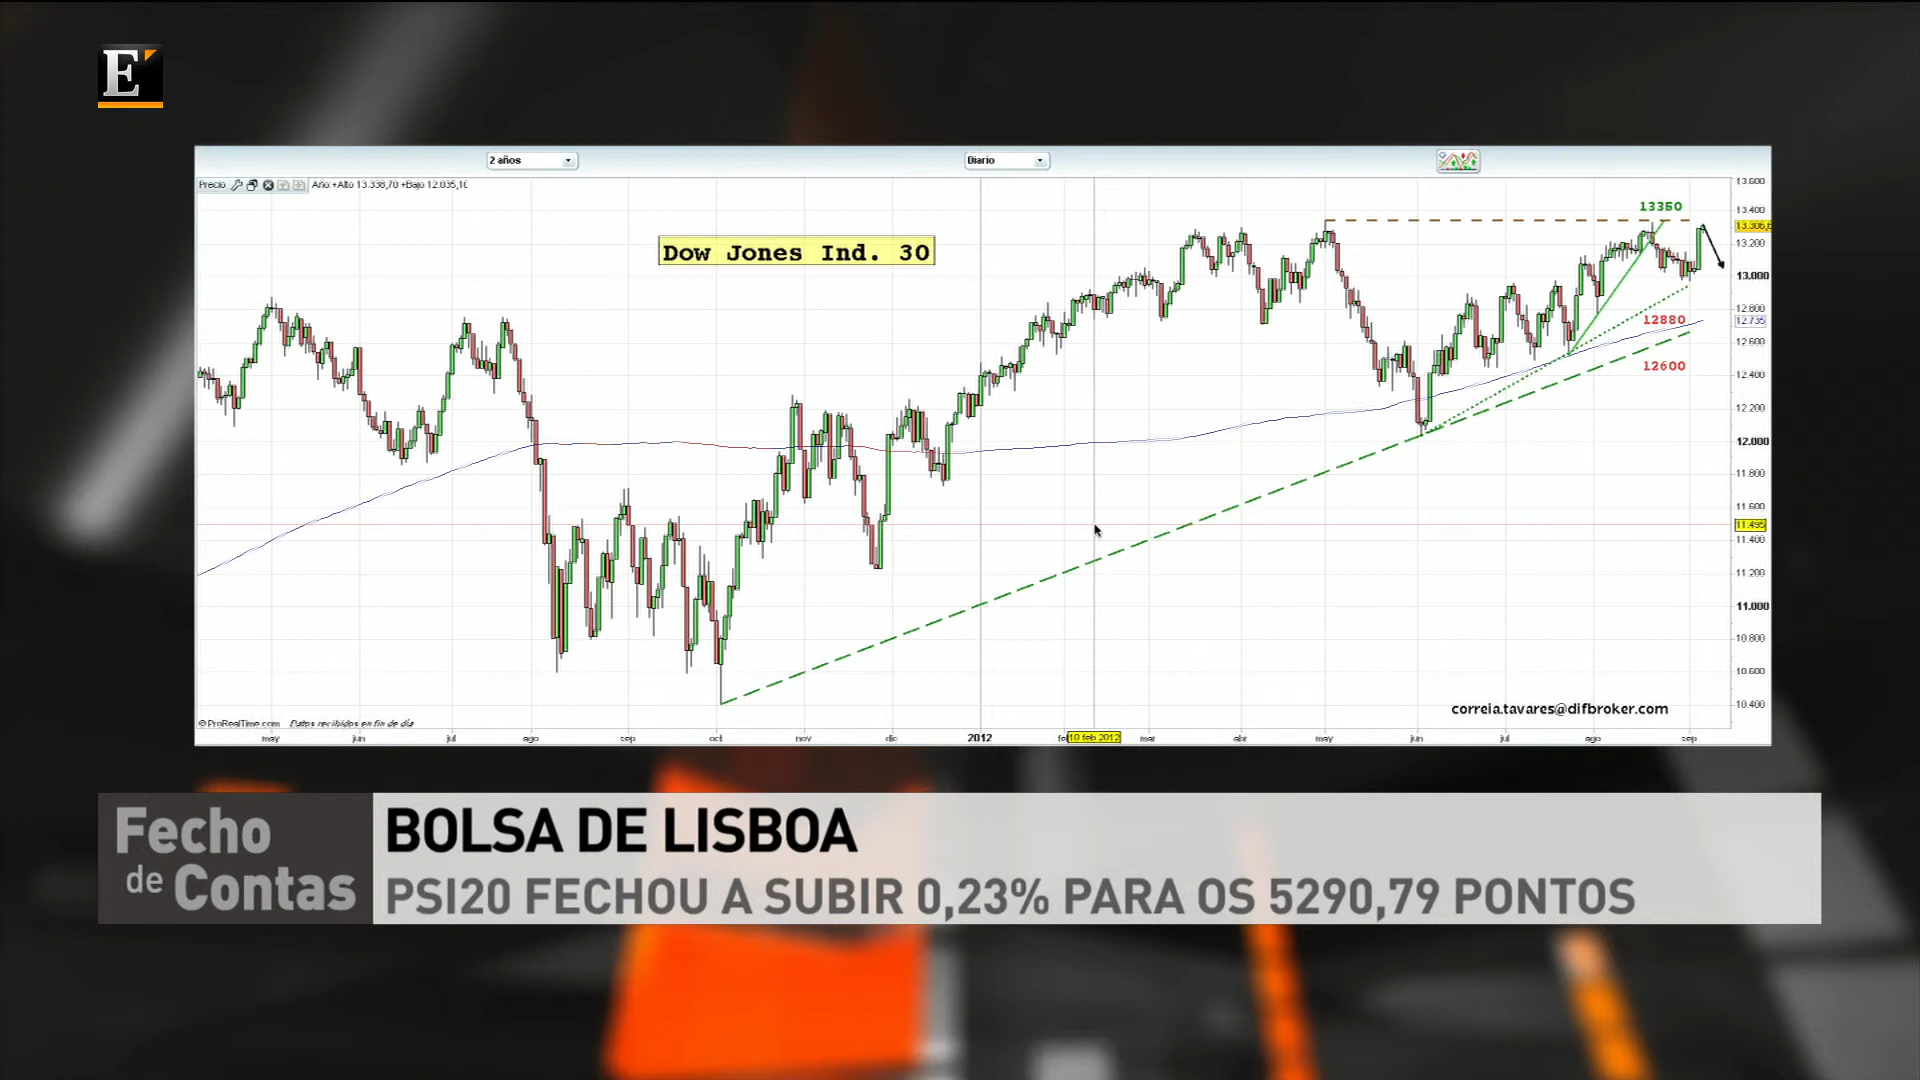 E
2 años
Diario
Precio
Año:+Alto 13.338,70 +Bajo 12.035,10
Dow Jones Ind. 30
13350
12880
12600
13.600
13.400
13.200
13.000
12.800
12.735
12.600
12.400
12.200
12.000
11.800
11.600
11.495
11.400
11.200
11.000
10.800
10.600
10.400
correia.tavares@difbroker.com
© ProRealTime.com Datos recibidos en fin de día
may jun jul ago sep oct nov dic 2012 10 feb 2012 mar abr may jun jul ago sep
Fecho
de Contas
BOLSA DE LISBOA
PSI20 FECHOU A SUBIR 0,23% PARA OS 5290,79 PONTOS